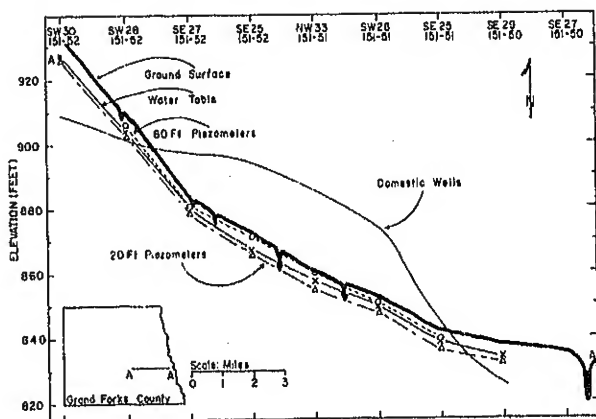 SW 30 SW 28 SE 27 SE 25 NW 33 SW 26 SE 25 SE 29 SE 27
151-52 151-52 151-52 151-52 151-51 151-51 151-51 151-50 151-50
920
900
880
860
840
820
ELEVATION (FEET)
A
Ground Surface
Water Table
60 Ft Piezometers
N
Domestic Wells
20 Ft Piezometers
A A
Scale: Miles
0 1 2 3
Grand Forks County
A